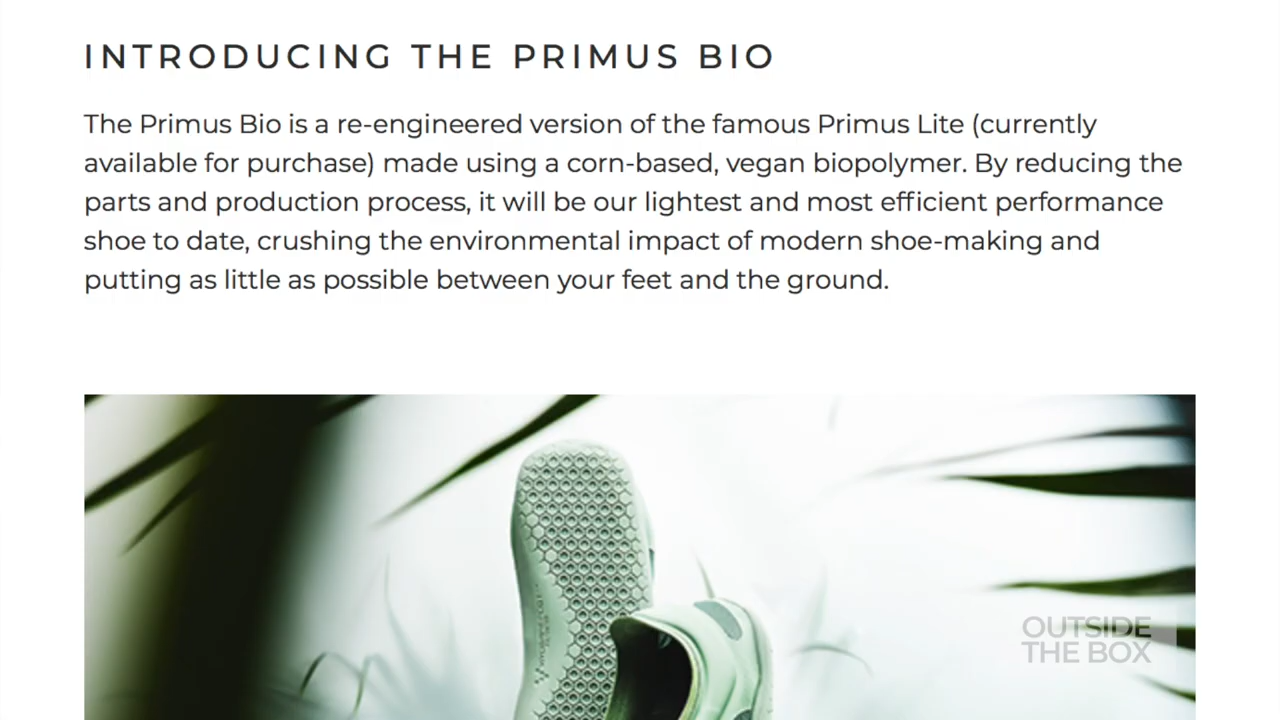 INTRODUCING THE PRIMUS BIO
The Primus Bio is a re-engineered version of the famous Primus Lite (currently
available for purchase) made using a corn-based, vegan biopolymer. By reducing the
parts and production process, it will be our lightest and most efficient performance
shoe to date, crushing the environmental impact of modern shoe-making and
putting as little as possible between your feet and the ground.
OUTSIDE
THE BOX